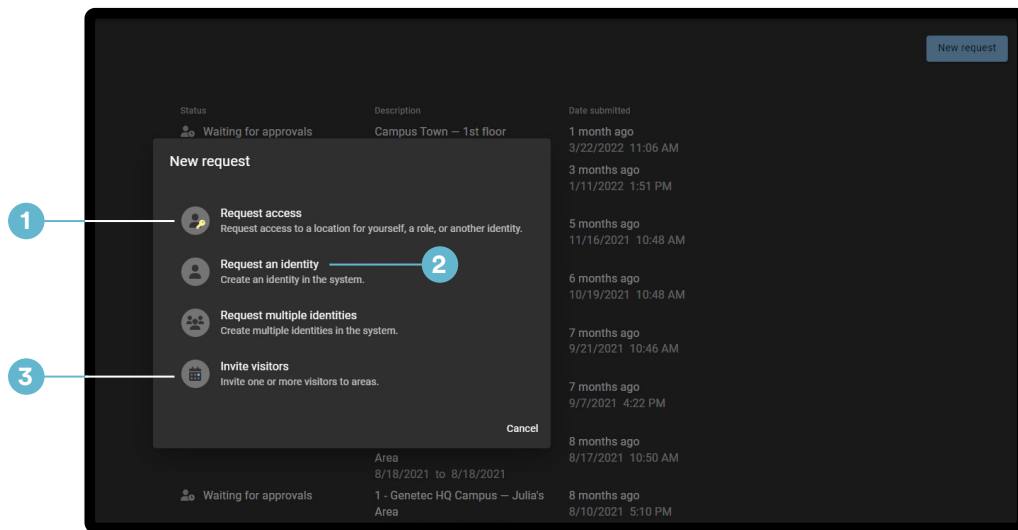 New request
Status Description Date submitted
Waiting for approvals Campus Town — 1st floor 1 month ago
3/22/2022 11:06 AM
New request
3 months ago
1/11/2022 1:51 PM
1
Request access
Request access to a location for yourself, a role, or another identity.
5 months ago
11/16/2021 10:48 AM
Request an identity
2
Create an identity in the system.
6 months ago
10/19/2021 10:48 AM
Request multiple identities
Create multiple identities in the system.
7 months ago
9/21/2021 10:46 AM
3
Invite visitors
Invite one or more visitors to areas.
7 months ago
9/7/2021 4:22 PM
Cancel
8 months ago
Area 8/17/2021 10:50 AM
8/18/2021 to 8/18/2021
Waiting for approvals 1 - Genetec HQ Campus — Julia's 8 months ago
Area 8/10/2021 5:10 PM